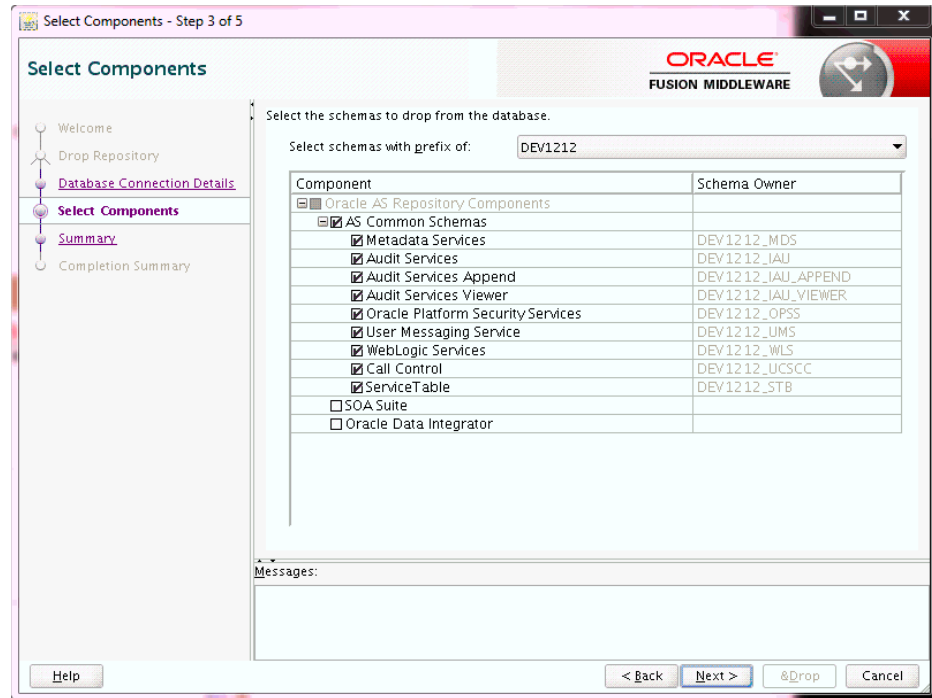 Select Components - Step 3 of 5
Select Components
ORACLE
FUSION MIDDLEWARE
Welcome
Drop Repository
Database Connection Details
Select Components
Summary
Completion Summary
Select the schemas to drop from the database.
Select schemas with prefix of: DEV1212
Component Schema Owner
Oracle AS Repository Components
AS Common Schemas
Metadata Services DEV1212_MDS
Audit Services DEV1212_IAU
Audit Services Append DEV1212_IAU_APPEND
Audit Services Viewer DEV1212_IAU_VIEWER
Oracle Platform Security Services DEV1212_OPSS
User Messaging Service DEV1212_UMS
WebLogic Services DEV1212_WLS
Call Control DEV1212_UCSCC
ServiceTable DEV1212_STB
SOA Suite
Oracle Data Integrator
Messages:
Help < Back Next > &Drop Cancel